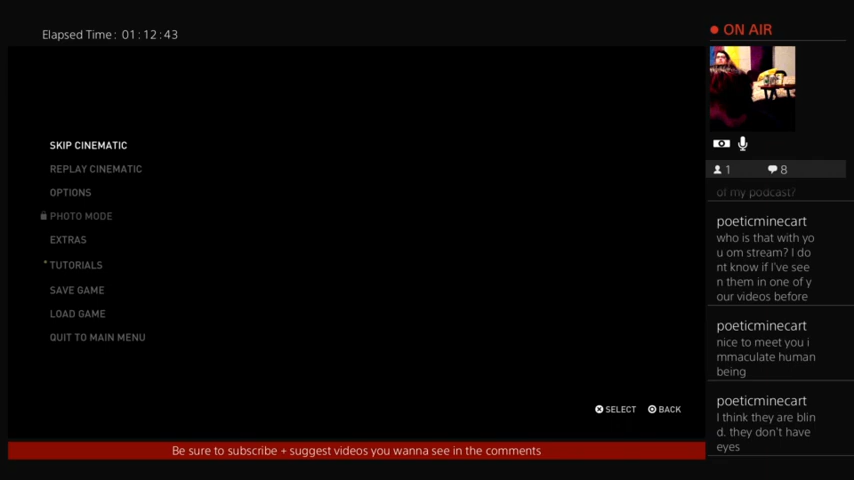 Elapsed Time: 01:12:43
ON AIR
SKIP CINEMATIC
REPLAY CINEMATIC
OPTIONS
PHOTO MODE
EXTRAS
TUTORIALS
SAVE GAME
LOAD GAME
QUIT TO MAIN MENU
SELECT BACK
Be sure to subscribe + suggest videos you wanna see in the comments
1 8
of my podcast?
poeticminecart
who is that with yo
u om stream? I do
nt know if I've see
n them in one of y
our videos before
poeticminecart
nice to meet you i
mmaculate human
being
poeticminecart
I think they are blin
d. they don't have
eyes